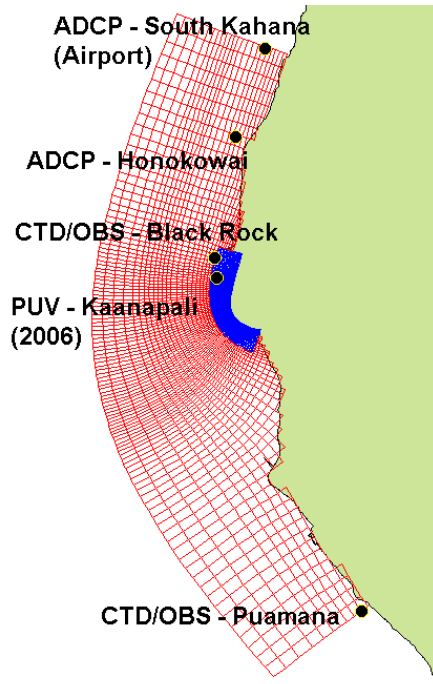 ADCP - South Kahana
(Airport)
ADCP - Honokowai
CTD/OBS - Black Rock
PUV - Kaanapali
(2006)
CTD/OBS - Puamana